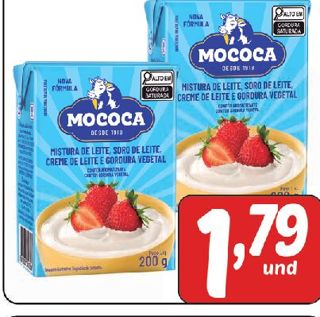 NOVA
FÓRMULA
ALTO EM
GORDURA
SATURADA
MOCOCA
DESDE 1919
MISTURA DE LEITE, SORO DE LEITE,
CREME DE LEITE E GORDURA VEGETAL
200 g
NOVA
FÓRMULA
ALTO EM
GORDURA
SATURADA
MOCOCA
DESDE 1919
MISTURA DE LEITE, SORO DE LEITE,
CREME DE LEITE E GORDURA VEGETAL
1,79
und